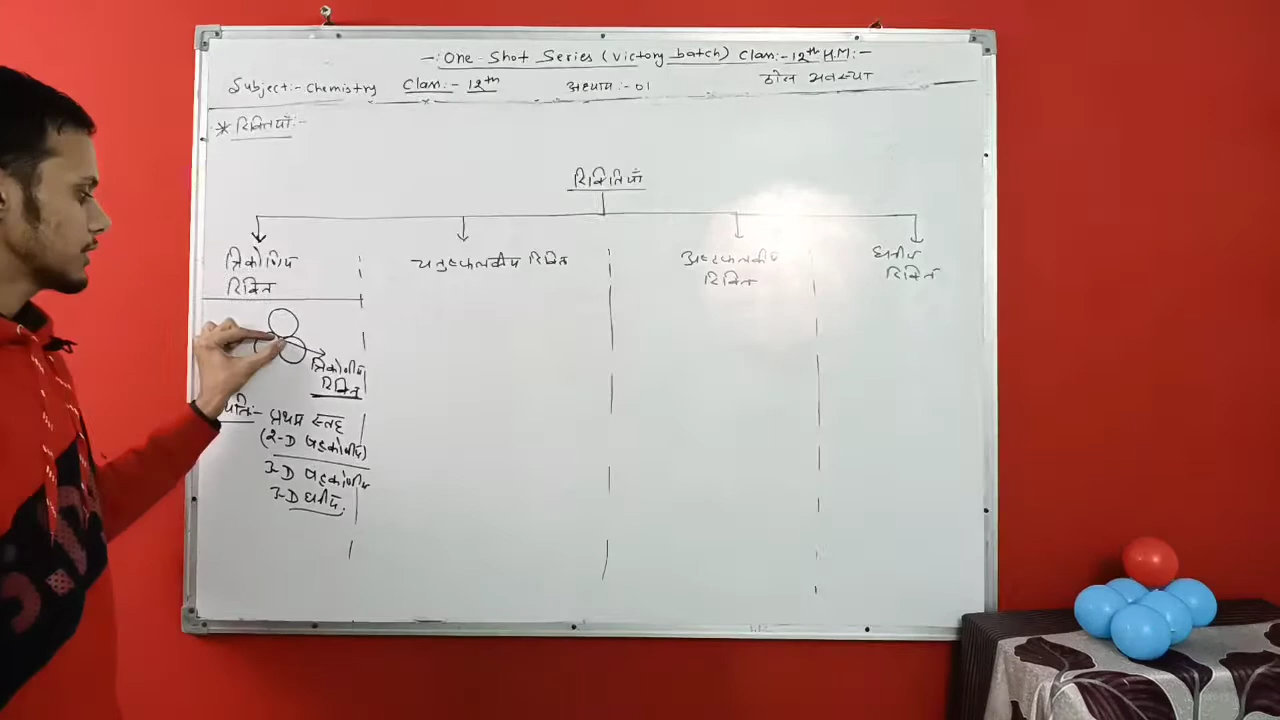 -: One-Shot Series (victory batch) Class:- 12th H.M:-
Subject:- Chemistry Class:- 12th अध्याय:- 01 ठोस अवस्था
* रिक्तियाँ:-
रिक्तियाँ
त्रिकोणीय रिक्ति
चतुष्फलकीय रिक्ति
अष्टफलकीय रिक्ति
घनीय रिक्ति
त्रिकोणीय
रिक्ति
प्रथम सतह
(2-D षट्कोणीय)
3-D षट्कोणीय
3-D घनीय